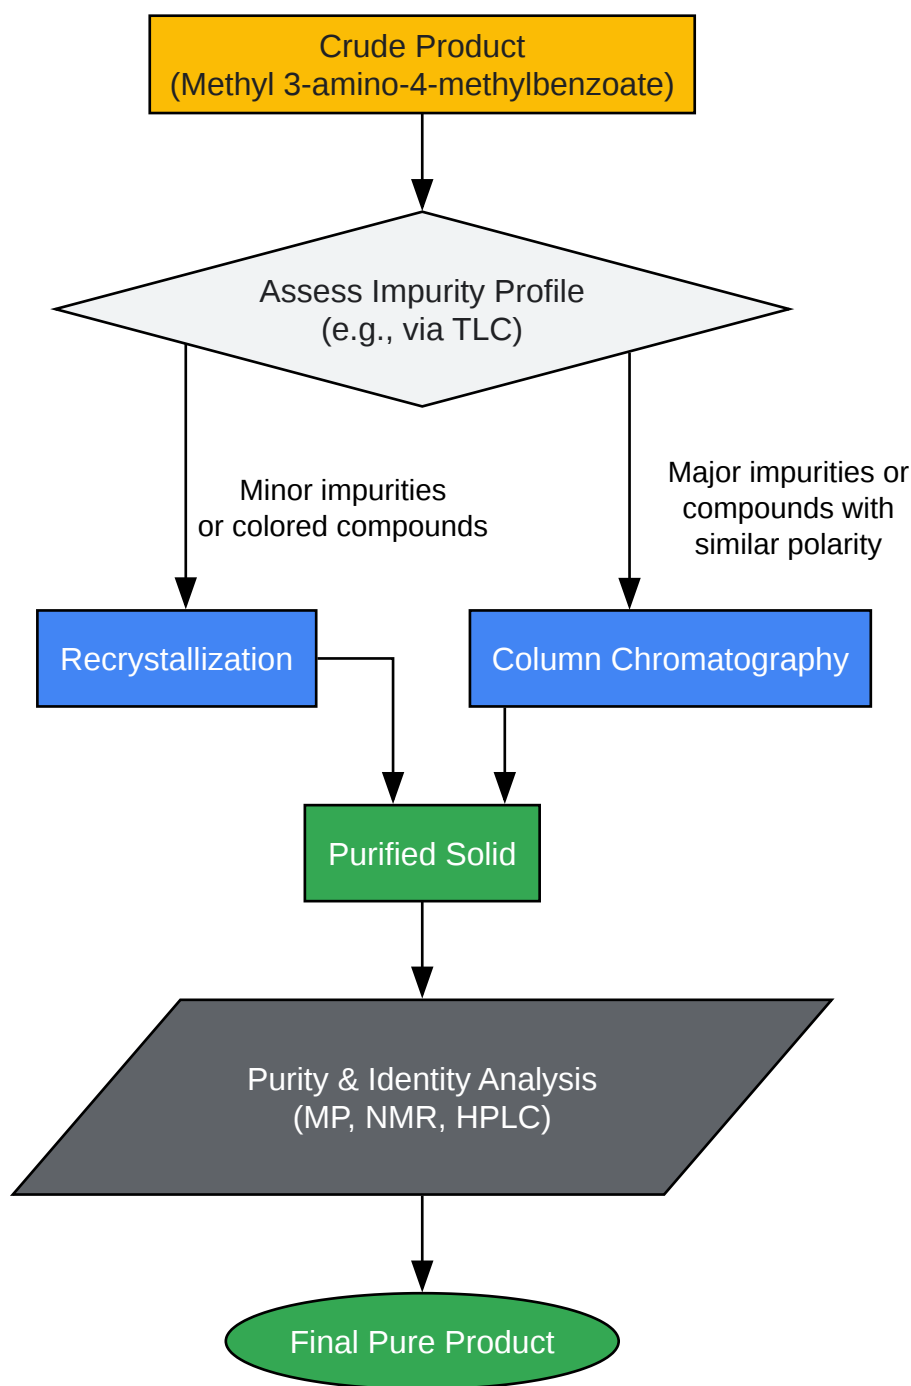 Crude Product
(Methyl 3-amino-4-methylbenzoate)
Assess Impurity Profile
(e.g., via TLC)
Minor impurities
or colored compounds
Major impurities or
compounds with
similar polarity
Recrystallization
Column Chromatography
Purified Solid
Purity & Identity Analysis
(MP, NMR, HPLC)
Final Pure Product